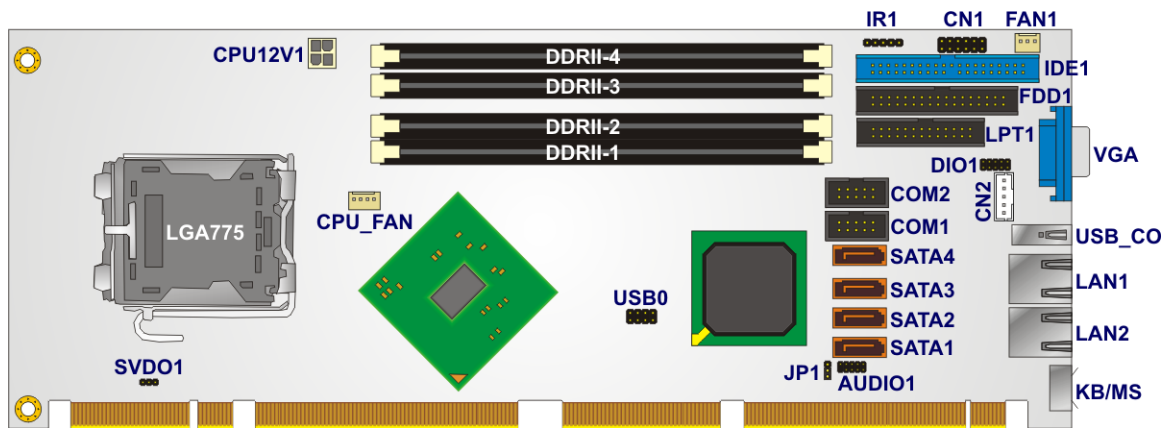 IR1
CN1
FAN1
CPU12V1
DDRII-4
IDE1
DDRII-3
FDD1
DDRII-2
LPT1
DDRII-1
VGA
DIO1
CN2
COM2
CPU_FAN
COM1
LGA775
USB_CO
SATA4
LAN1
SATA3
USB0
SATA2
LAN2
SATA1
SVDO1
JP1
AUDIO1
KB/MS